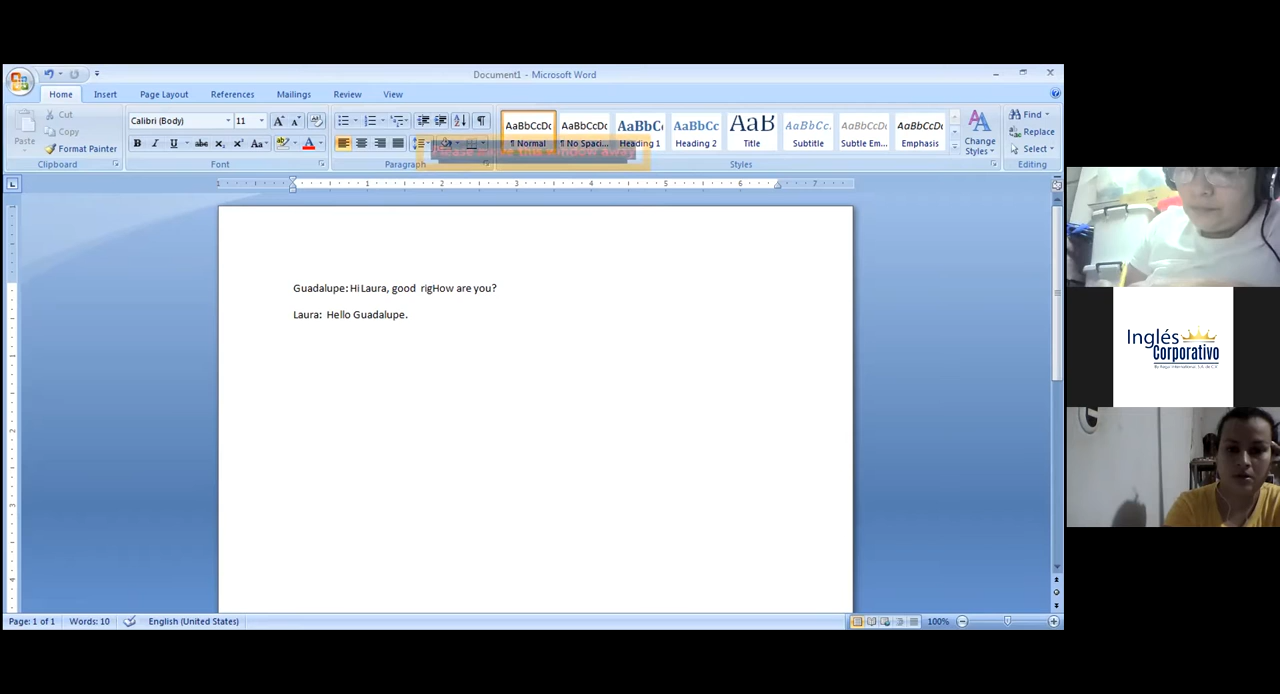 Document1 - Microsoft Word
Home Insert Page Layout References Mailings Review View
Cut
Copy
Paste
Format Painter
Clipboard
Calibri (Body) 11
Font
Paragraph
AaBbCcDc AaBbCcDc AaBbC AaBbCc AaB AaBbCc. AaBbCcDc AaBbCcDc
¶ Normal ¶ No Spaci... Heading 1 Heading 2 Title Subtitle Subtle Em... Emphasis
Change
Styles
Styles
Find
Replace
Select
Editing
Guadalupe: Hi Laura, good rigHow are you?
Laura: Hello Guadalupe.
Inglés
Corporativo
Page: 1 of 1 Words: 10 English (United States) 100%